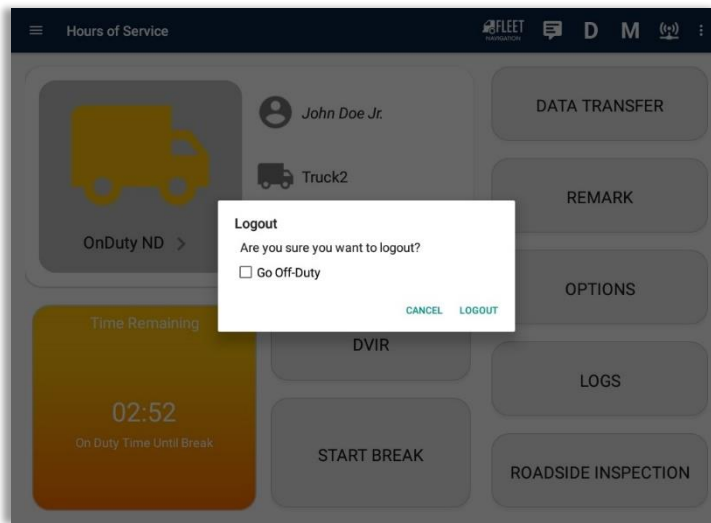 Hours of Service
FLEET
NAVIGATION
D
M
John Doe Jr.
Truck2
OnDuty ND
Time Remaining
02:52
On Duty Time Until Break
Logout
Are you sure you want to logout?
Go Off-Duty
CANCEL LOGOUT
DVIR
START BREAK
DATA TRANSFER
REMARK
OPTIONS
LOGS
ROADSIDE INSPECTION